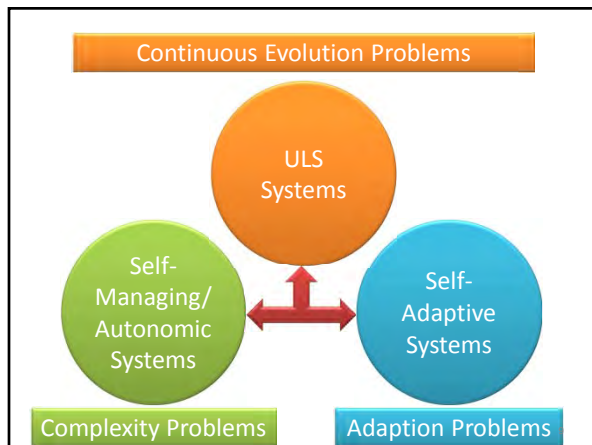 Continuous Evolution Problems
ULS
Systems
Self-
Managing/
Autonomic
Systems
Self-
Adaptive
Systems
Complexity Problems
Adaption Problems